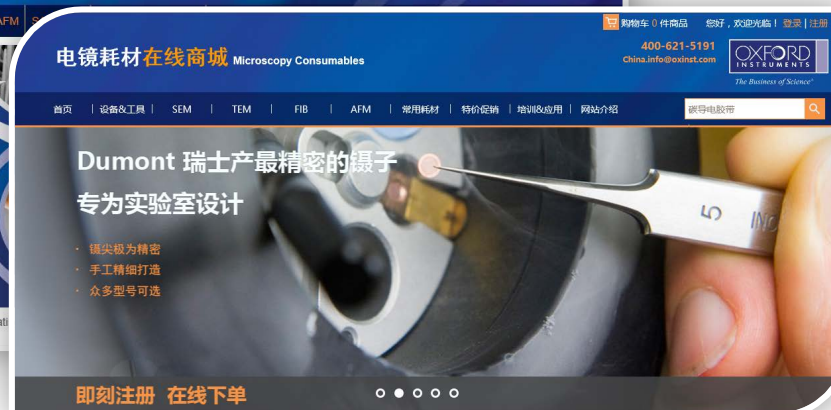 AFM
购物车 0 件商品 您好，欢迎光临！ 登录 | 注册
电镜耗材在线商城 Microscopy Consumables
400-621-5191
China.info@oxinst.com
OXFORD
INSTRUMENTS
The Business of Science®
首页 | 设备&工具 | SEM | TEM | FIB | AFM | 常用耗材 | 特价促销 | 培训&应用 | 网站介绍
碳导电胶带
Dumont 瑞士产最精密的镊子
专为实验室设计
5
· 镊尖极为精密
· 手工精细打造
· 众多型号可选
即刻注册 在线下单